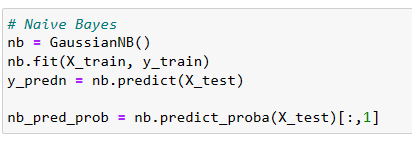 # Naive Bayes
nb = GaussianNB()
nb.fit(X_train, y_train)
y_predn = nb.predict(X_test)
nb_pred_prob = nb.predict_proba(X_test)[:,1]